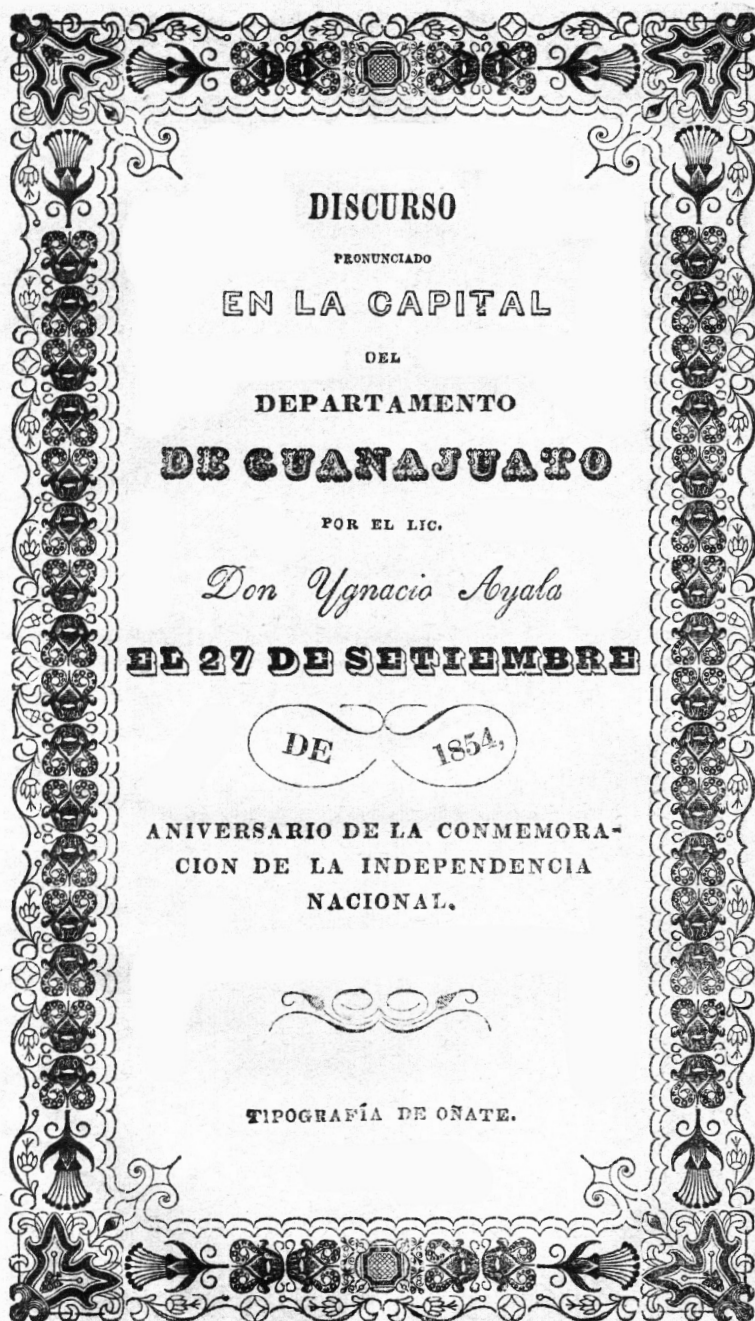 DISCURSO
PRONUNCIADO
EN LA CAPITAL
DEL
DEPARTAMENTO
DE GUANAJUATO
POR EL LIC.
Don Ygnacio Ayala
EL 27 DE SETIEMBRE
DE 1854,
ANIVERSARIO DE LA CONMEMORA-
CION DE LA INDEPENDENCIA
NACIONAL.
TIPOGRAFÍA DE OÑATE.